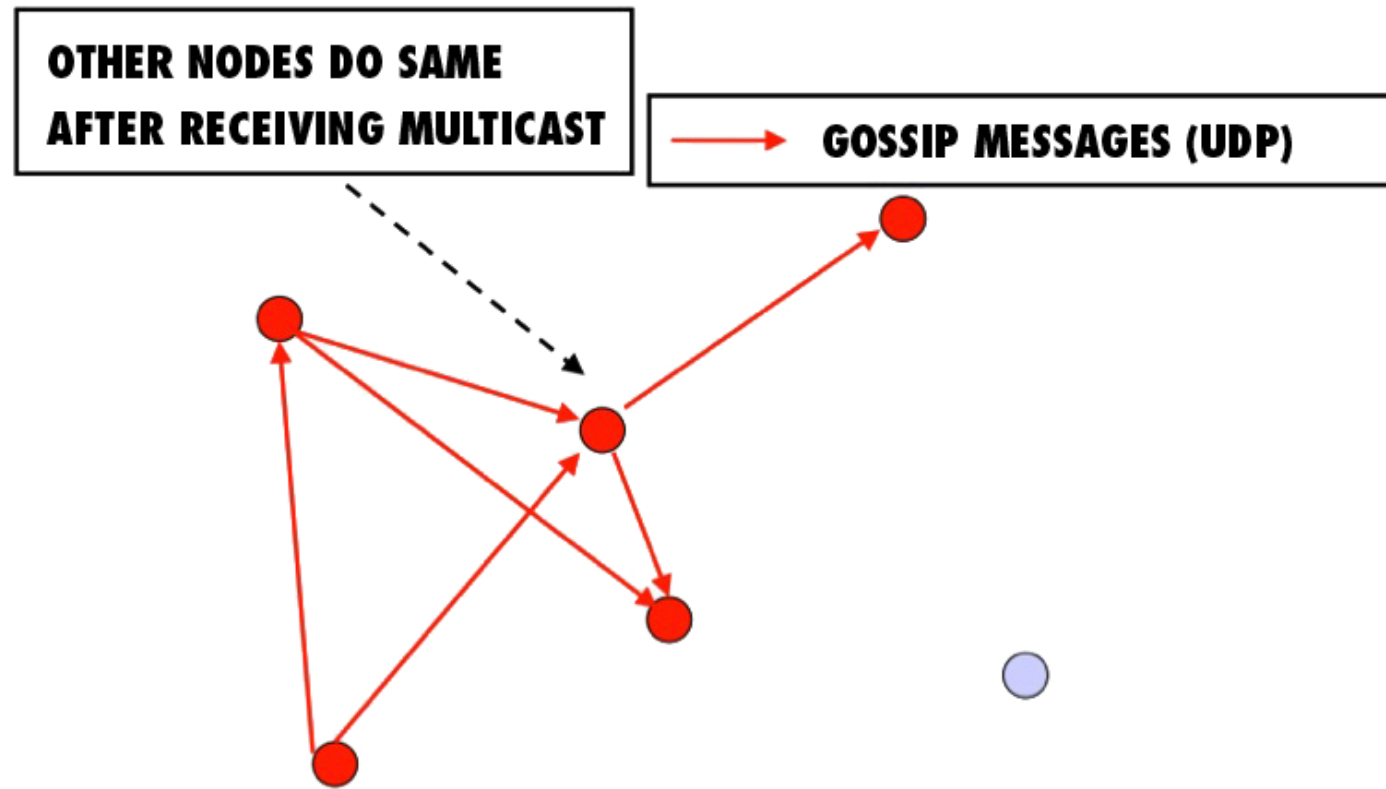 OTHER NODES DO SAME
AFTER RECEIVING MULTICAST
GOSSIP MESSAGES (UDP)